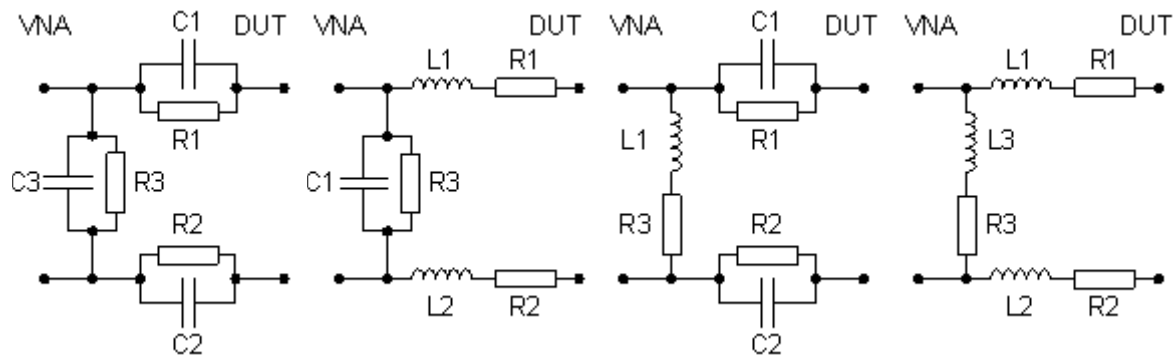 VNA C1 DUT
R1
C3 R3
R2
C2
VNA L1 R1 DUT
C1 R3
L2 R2
VNA C1 DUT
R1
L1
R3 R2
C2
VNA L1 R1 DUT
L3
R3
L2 R2